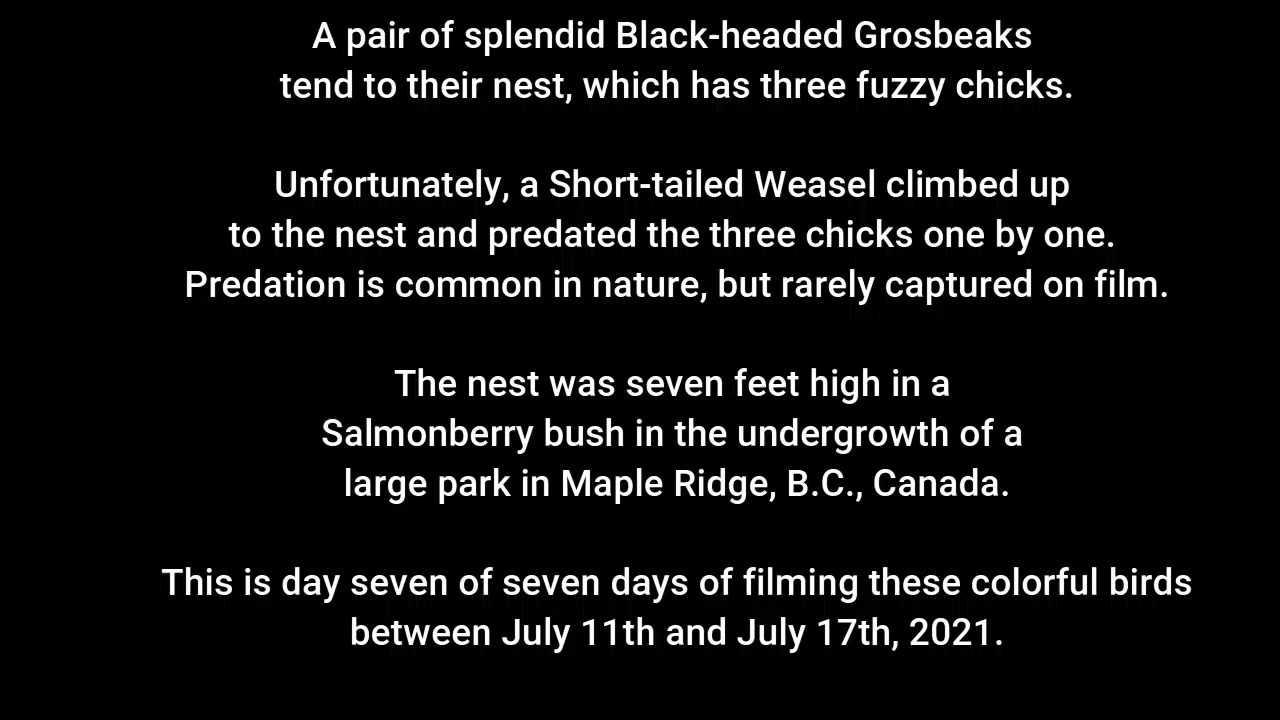 A pair of splendid Black-headed Grosbeaks
tend to their nest, which has three fuzzy chicks.
Unfortunately, a Short-tailed Weasel climbed up
to the nest and predated the three chicks one by one.
Predation is common in nature, but rarely captured on film.
The nest was seven feet high in a
Salmonberry bush in the undergrowth of a
large park in Maple Ridge, B.C., Canada.
This is day seven of seven days of filming these colorful birds
between July 11th and July 17th, 2021.